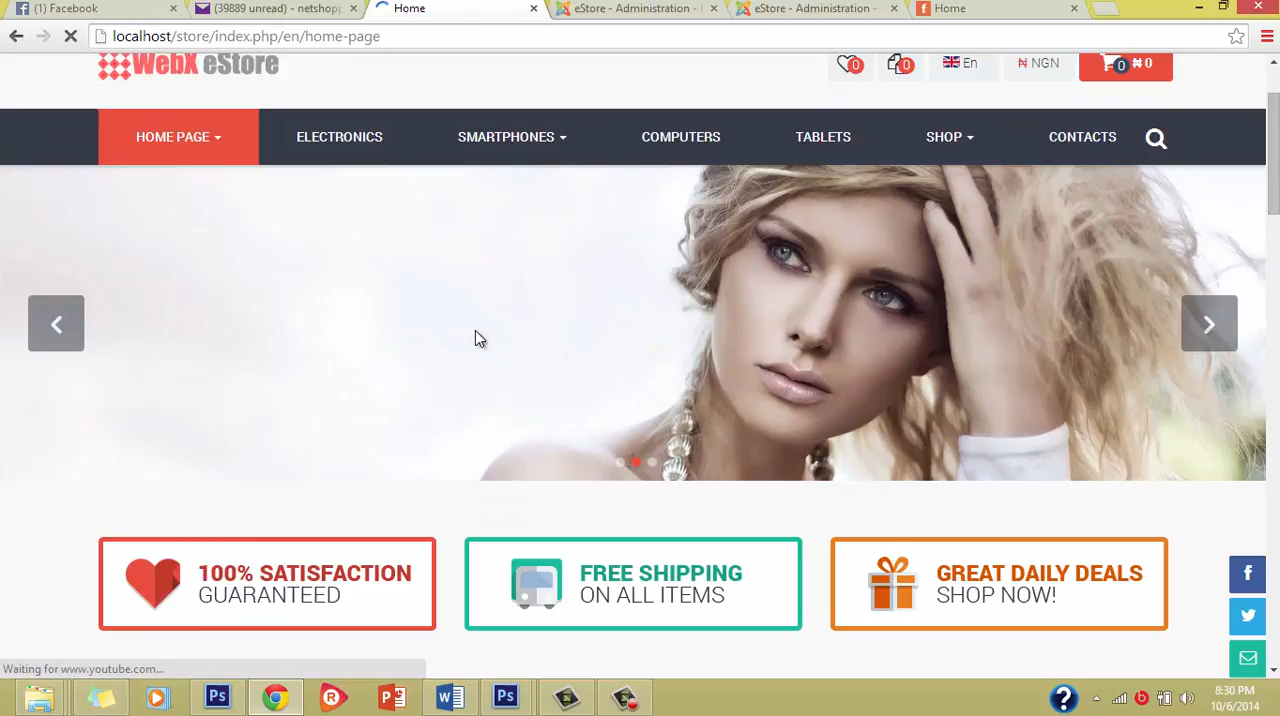 (1) Facebook
(39889 unread) - netshopp
Home
eStore - Administration -
eStore - Administration -
Home
localhost/store/index.php/en/home-page
WebX eStore
0
0
En
₦ NGN
0
₦ 0
HOME PAGE
ELECTRONICS
SMARTPHONES
COMPUTERS
TABLETS
SHOP
CONTACTS
100% SATISFACTION
GUARANTEED
FREE SHIPPING
ON ALL ITEMS
GREAT DAILY DEALS
SHOP NOW!
Waiting for www.youtube.com...
8:30 PM
10/6/2014